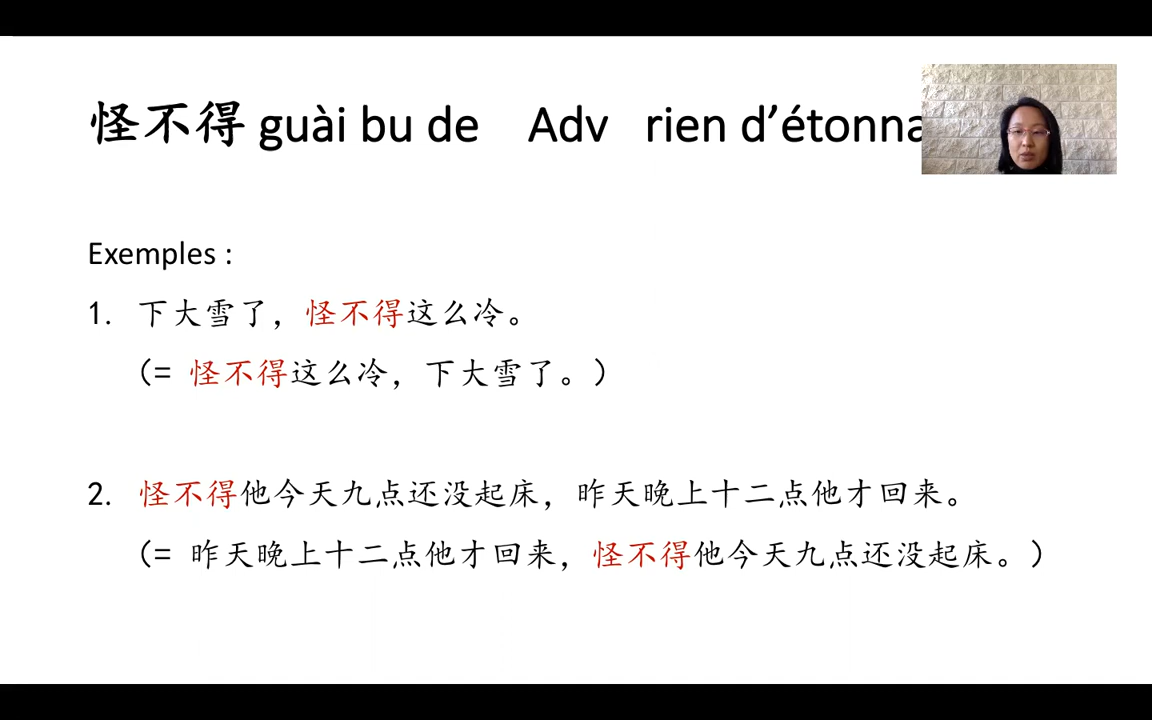 怪不得 guài bu de Adv rien d’étonna
Exemples :
1. 下大雪了，怪不得这么冷。
(= 怪不得这么冷，下大雪了。)
2. 怪不得他今天九点还没起床，昨天晚上十二点他才回来。
(= 昨天晚上十二点他才回来，怪不得他今天九点还没起床。)